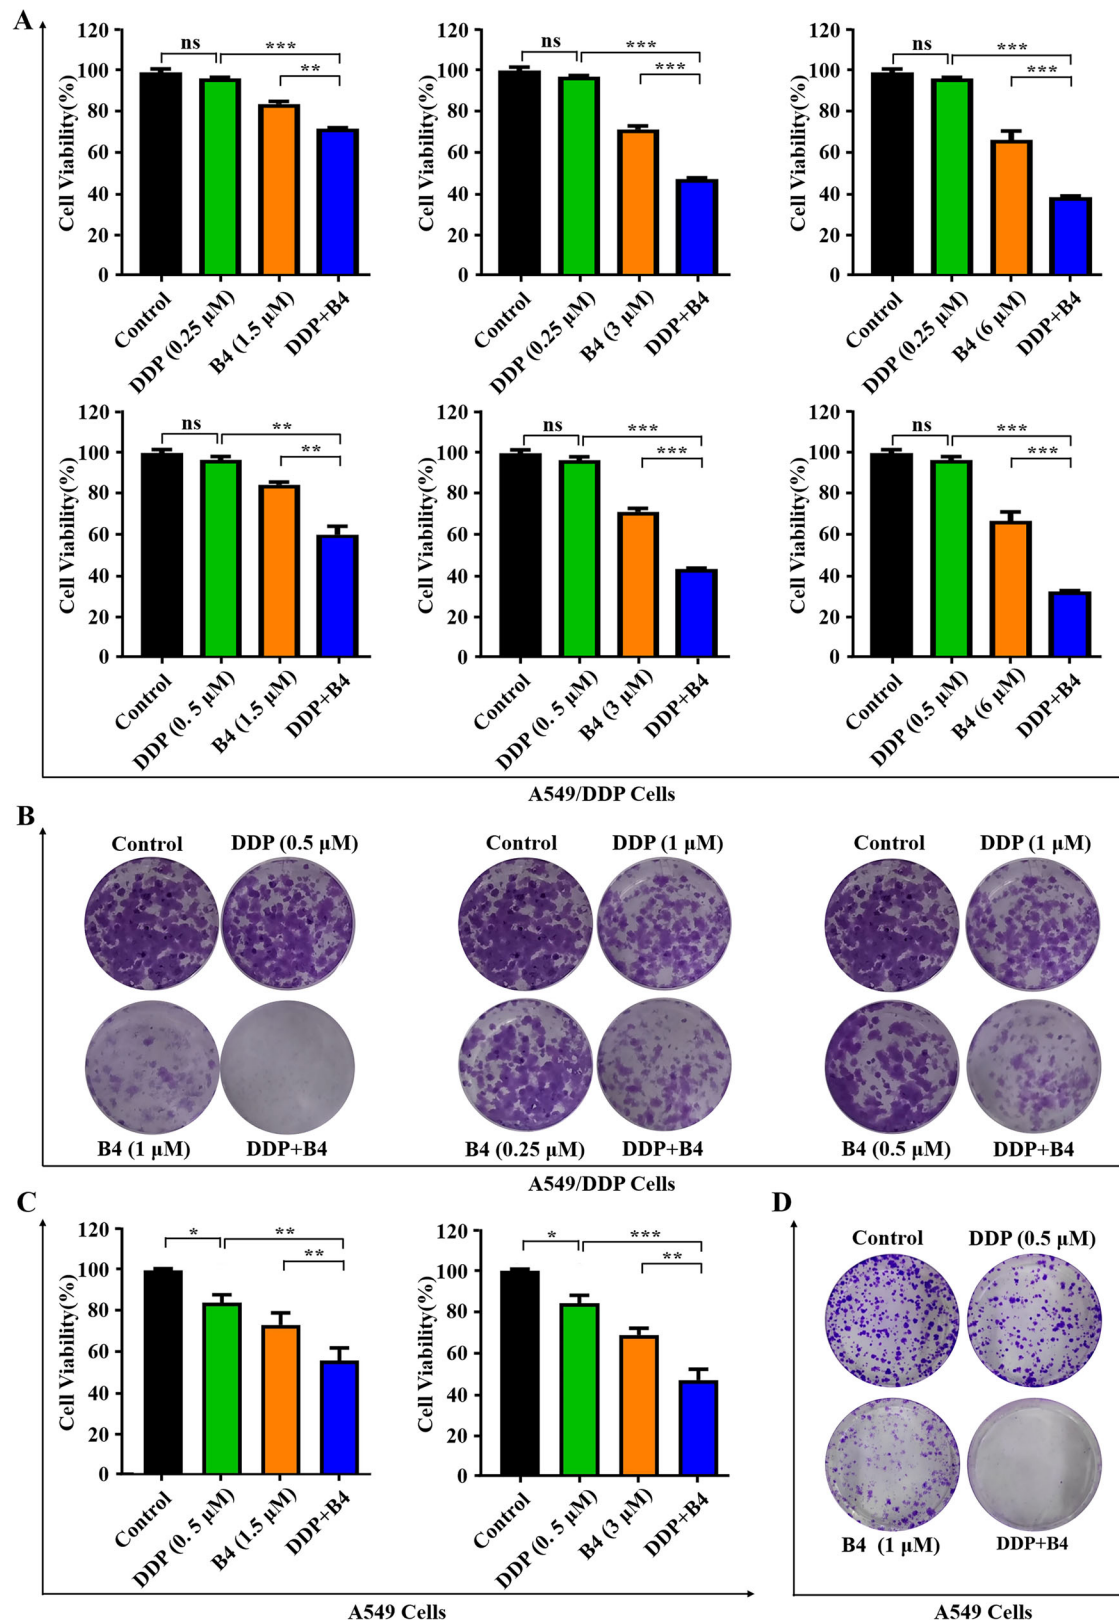 A
120
100
80
60
40
20
0
Cell Viability(%)
ns
***
**
Control
DDP (0.25 μM)
B4 (1.5 μM)
DDP+B4
120
100
80
60
40
20
0
Cell Viability(%)
ns
***
***
Control
DDP (0.25 μM)
B4 (3 μM)
DDP+B4
120
100
80
60
40
20
0
Cell Viability(%)
ns
***
***
Control
DDP (0.25 μM)
B4 (6 μM)
DDP+B4
120
100
80
60
40
20
0
Cell Viability(%)
ns
**
**
Control
DDP (0. 5 μM)
B4 (1.5 μM)
DDP+B4
120
100
80
60
40
20
0
Cell Viability(%)
ns
***
***
Control
DDP (0. 5 μM)
B4 (3 μM)
DDP+B4
120
100
80
60
40
20
0
Cell Viability(%)
ns
***
***
Control
DDP (0.5 μM)
B4 (6 μM)
DDP+B4
A549/DDP Cells
B
Control DDP (0.5 μM)
B4 (1 μM) DDP+B4
Control DDP (1 μM)
B4 (0.25 μM) DDP+B4
Control DDP (1 μM)
B4 (0.5 μM) DDP+B4
A549/DDP Cells
C
120
100
80
60
40
20
0
Cell Viability(%)
*
**
**
Control
DDP (0. 5 μM)
B4 (1.5 μM)
DDP+B4
120
100
80
60
40
20
0
Cell Viability(%)
*
***
**
Control
DDP (0. 5 μM)
B4 (3 μM)
DDP+B4
A549 Cells
D
Control DDP (0.5 μM)
B4 (1 μM) DDP+B4
A549 Cells